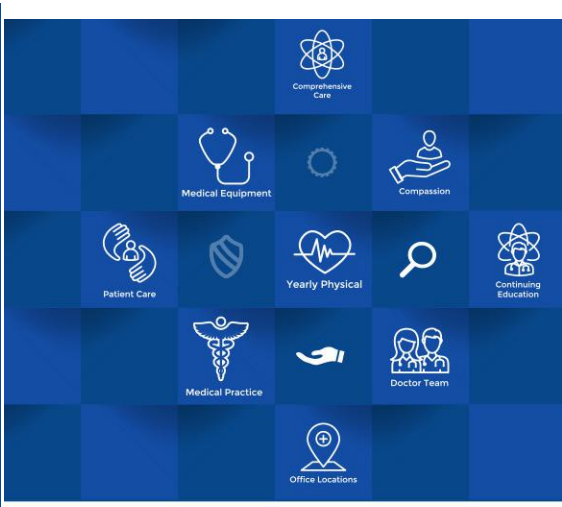 Comprehensive
Care
Medical Equipment
Compassion
Patient Care
Yearly Physical
Continuing
Education
Medical Practice
Doctor Team
Office Locations